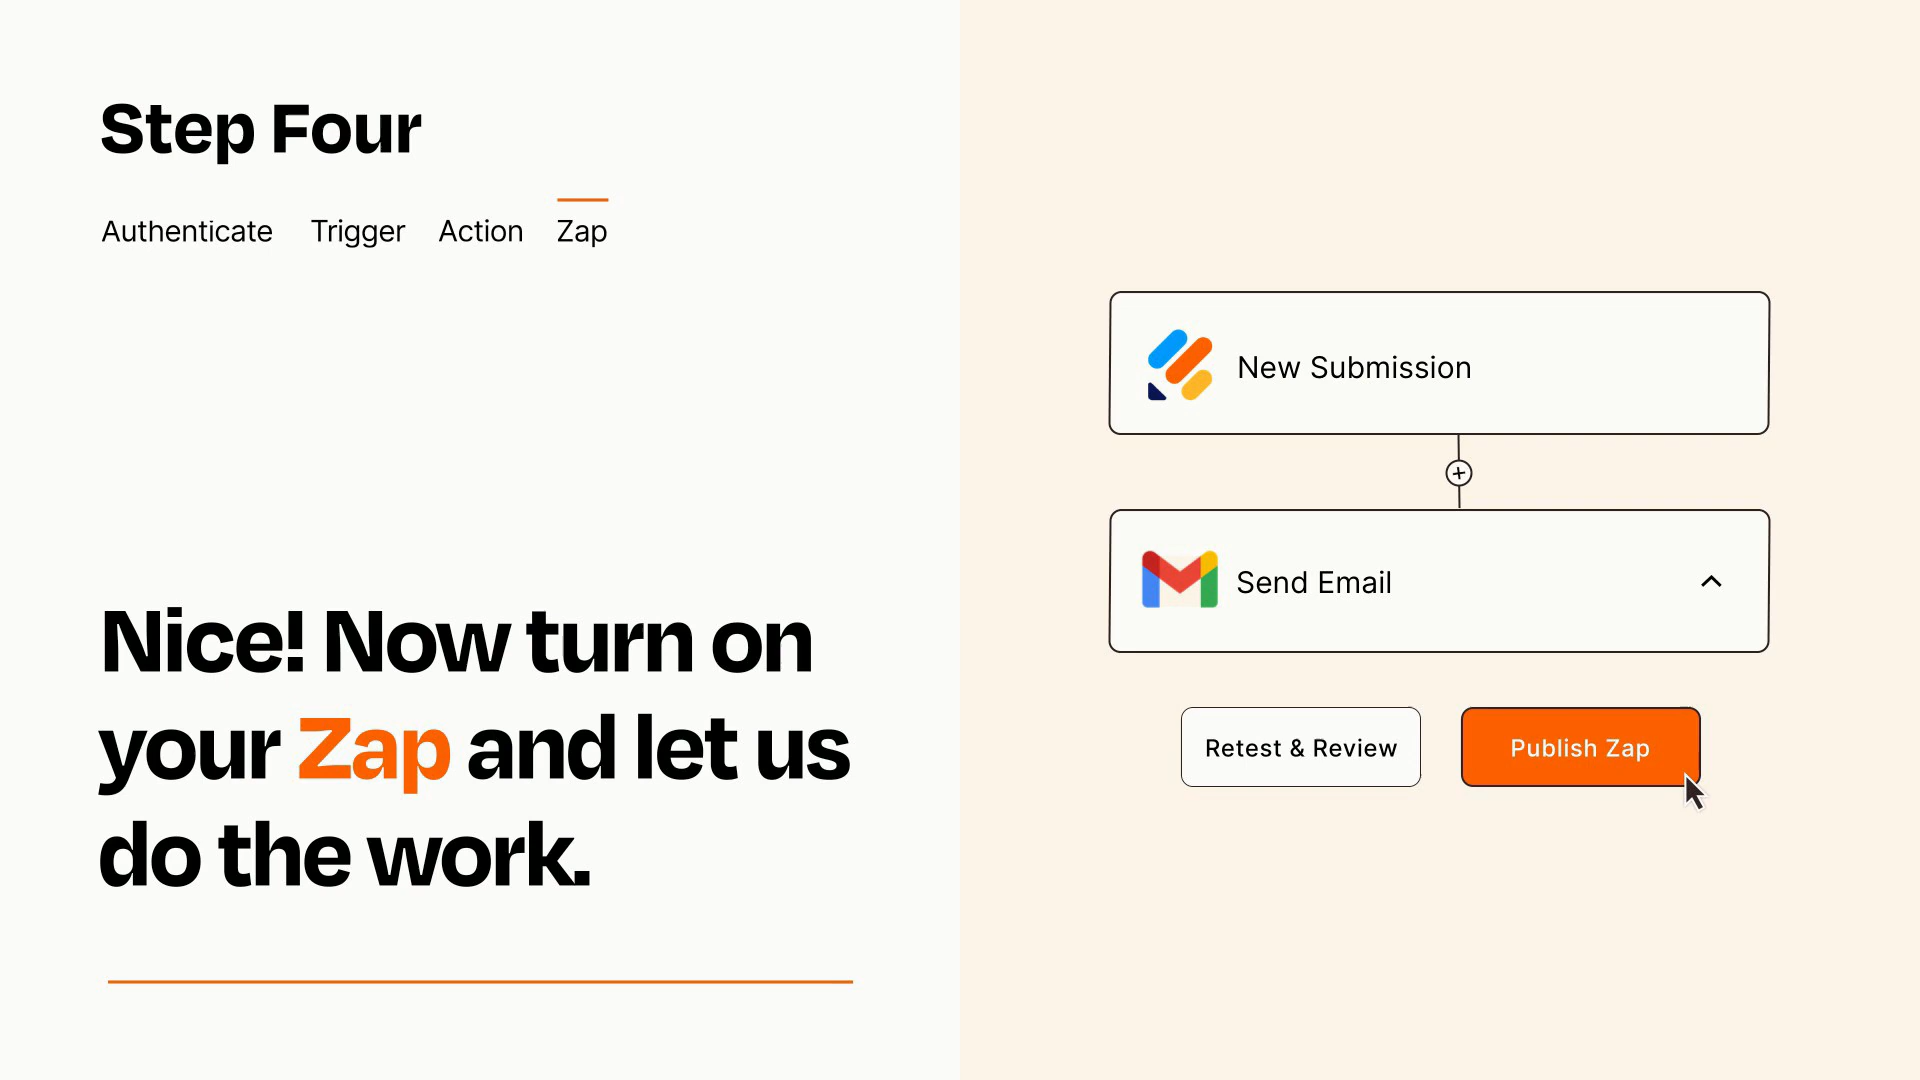 Step Four
Authenticate Trigger Action Zap
Nice! Now turn on
your Zap and let us
do the work.
New Submission
Send Email
Retest & Review
Publish Zap